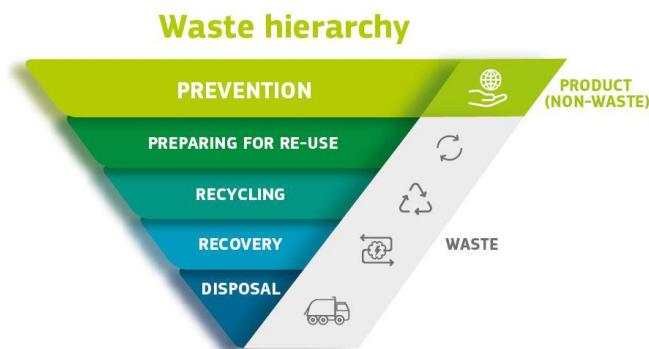 Waste hierarchy
PREVENTION
PRODUCT
(NON-WASTE)
PREPARING FOR RE-USE
RECYCLING
RECOVERY
WASTE
DISPOSAL